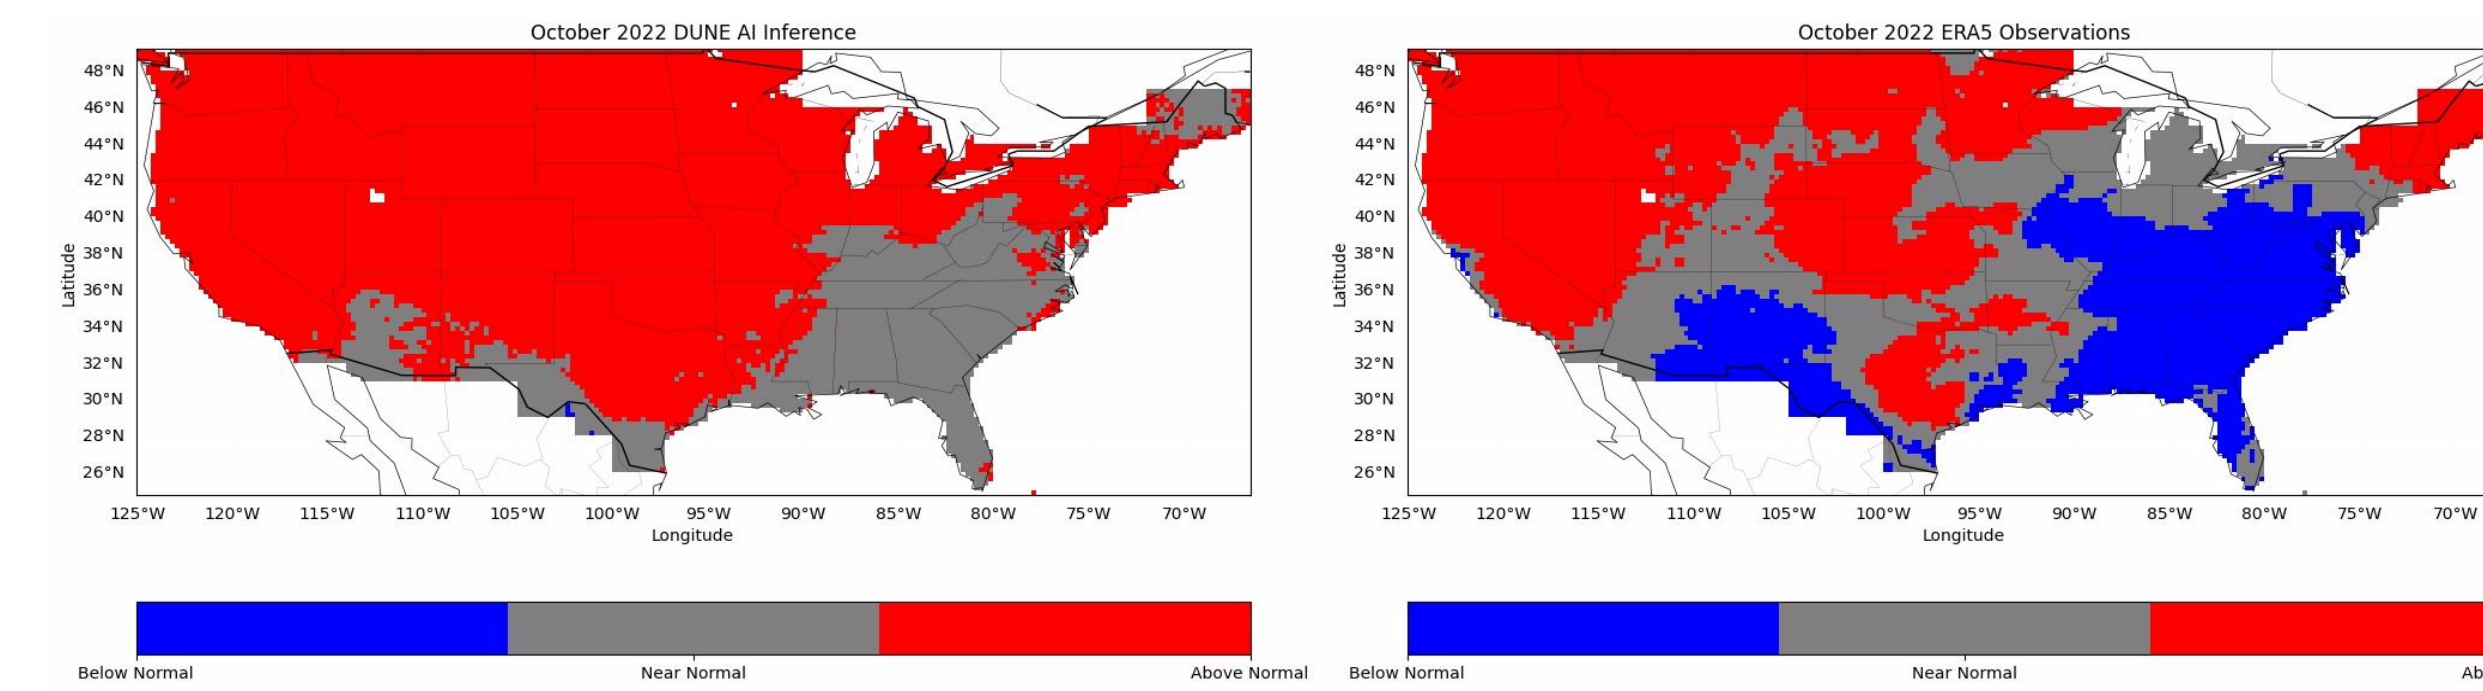 October 2022 DUNE AI Inference
48°N
46°N
44°N
42°N
40°N
38°N
36°N
34°N
32°N
30°N
28°N
26°N
Latitude
125°W 120°W 115°W 110°W 105°W 100°W 95°W 90°W 85°W 80°W 75°W 70°W
Longitude
Below Normal Near Normal Above Normal
October 2022 ERA5 Observations
48°N
46°N
44°N
42°N
40°N
38°N
36°N
34°N
32°N
30°N
28°N
26°N
Latitude
125°W 120°W 115°W 110°W 105°W 100°W 95°W 90°W 85°W 80°W 75°W 70°W
Longitude
Below Normal Near Normal Ab